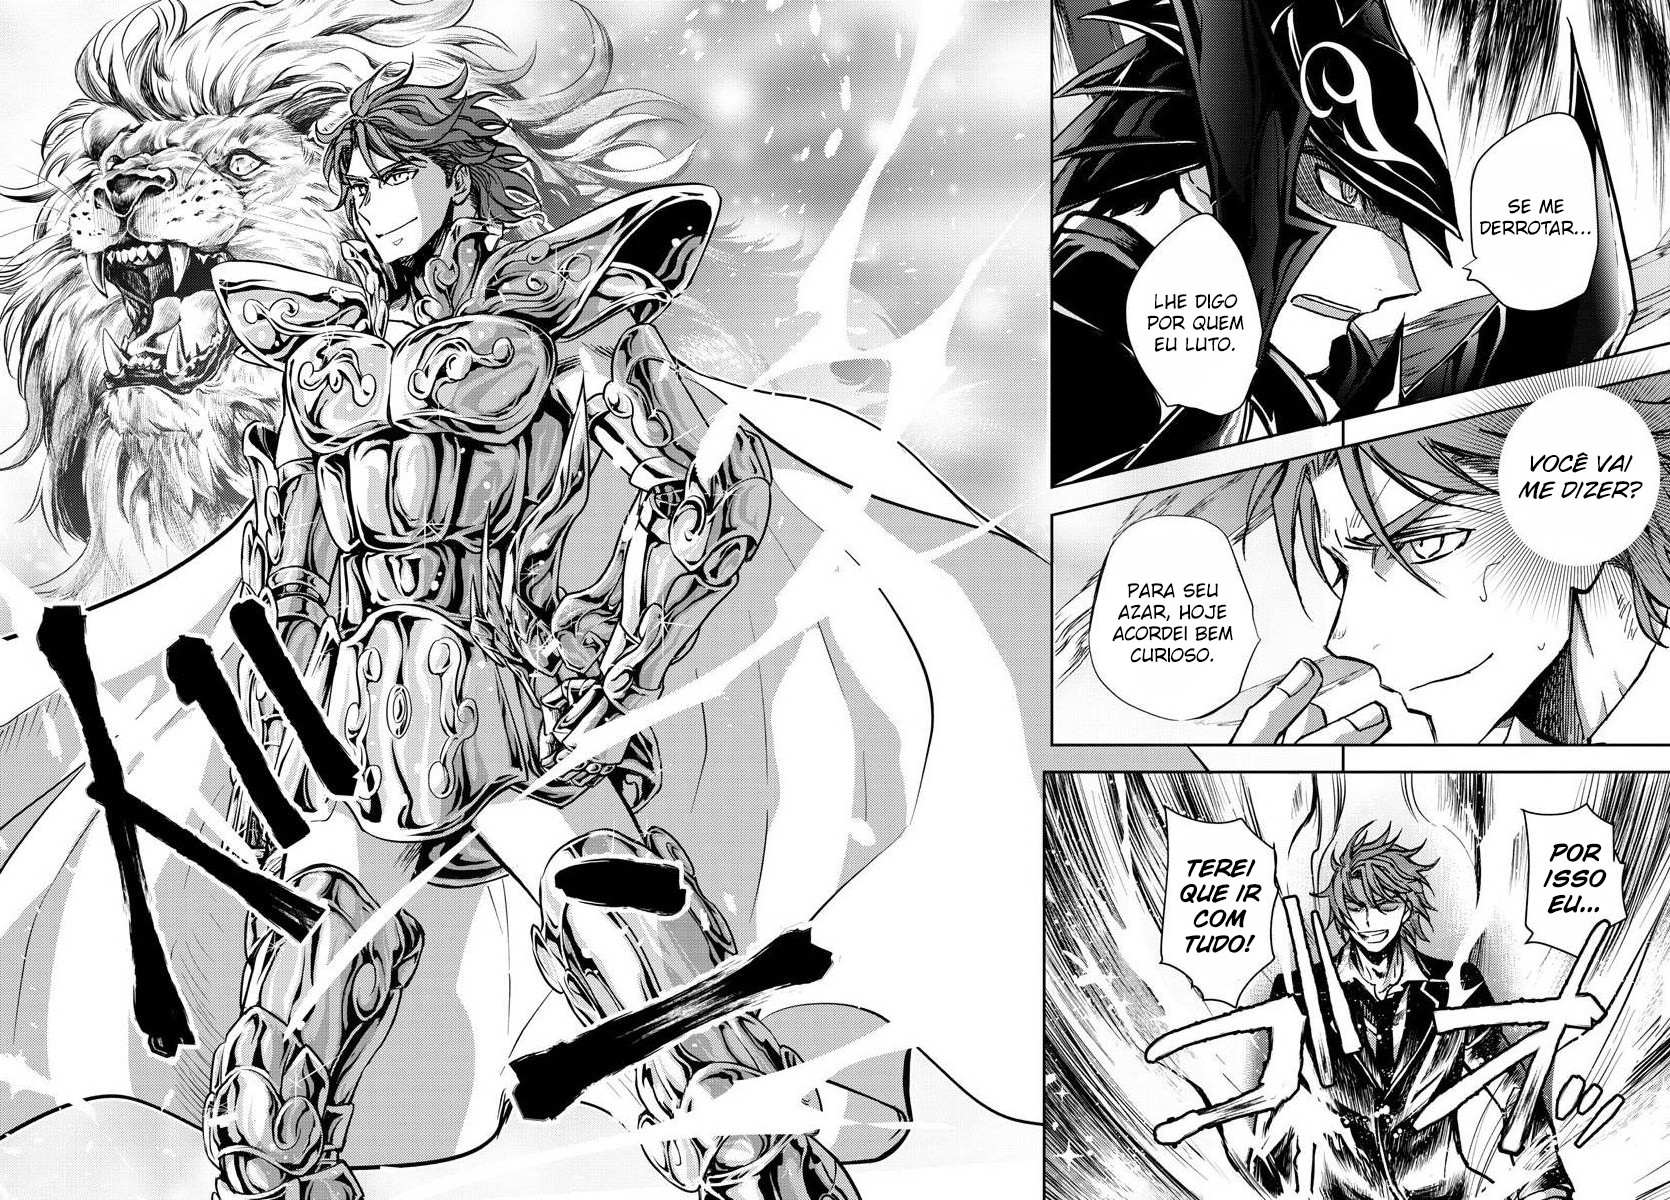 SE ME
DERROTAR...
LHE DIGO
POR QUEM
EU LUTO.
VOCÊ VAI
ME DIZER?
PARA SEU
AZAR, HOJE
ACORDEI BEM
CURIOSO.
POR
ISSO
EU...
TEREI
QUE IR
COM
TUDO!